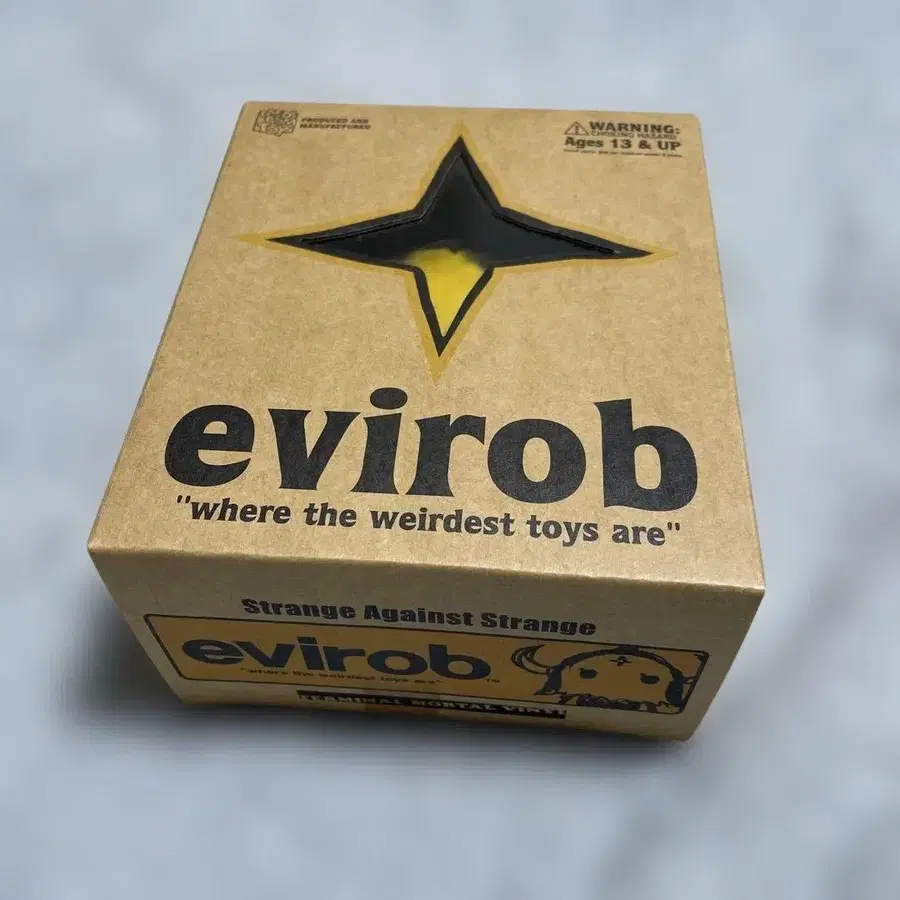 PRODUCED AND
MANUFACTURED
WARNING:
CHOKING HAZARD
Ages 13 & UP
evirob
"where the weirdest toys are"
Strange Against Strange
evirob
"where the weirdest toys are"
TERMINAL MORTAL VINYL